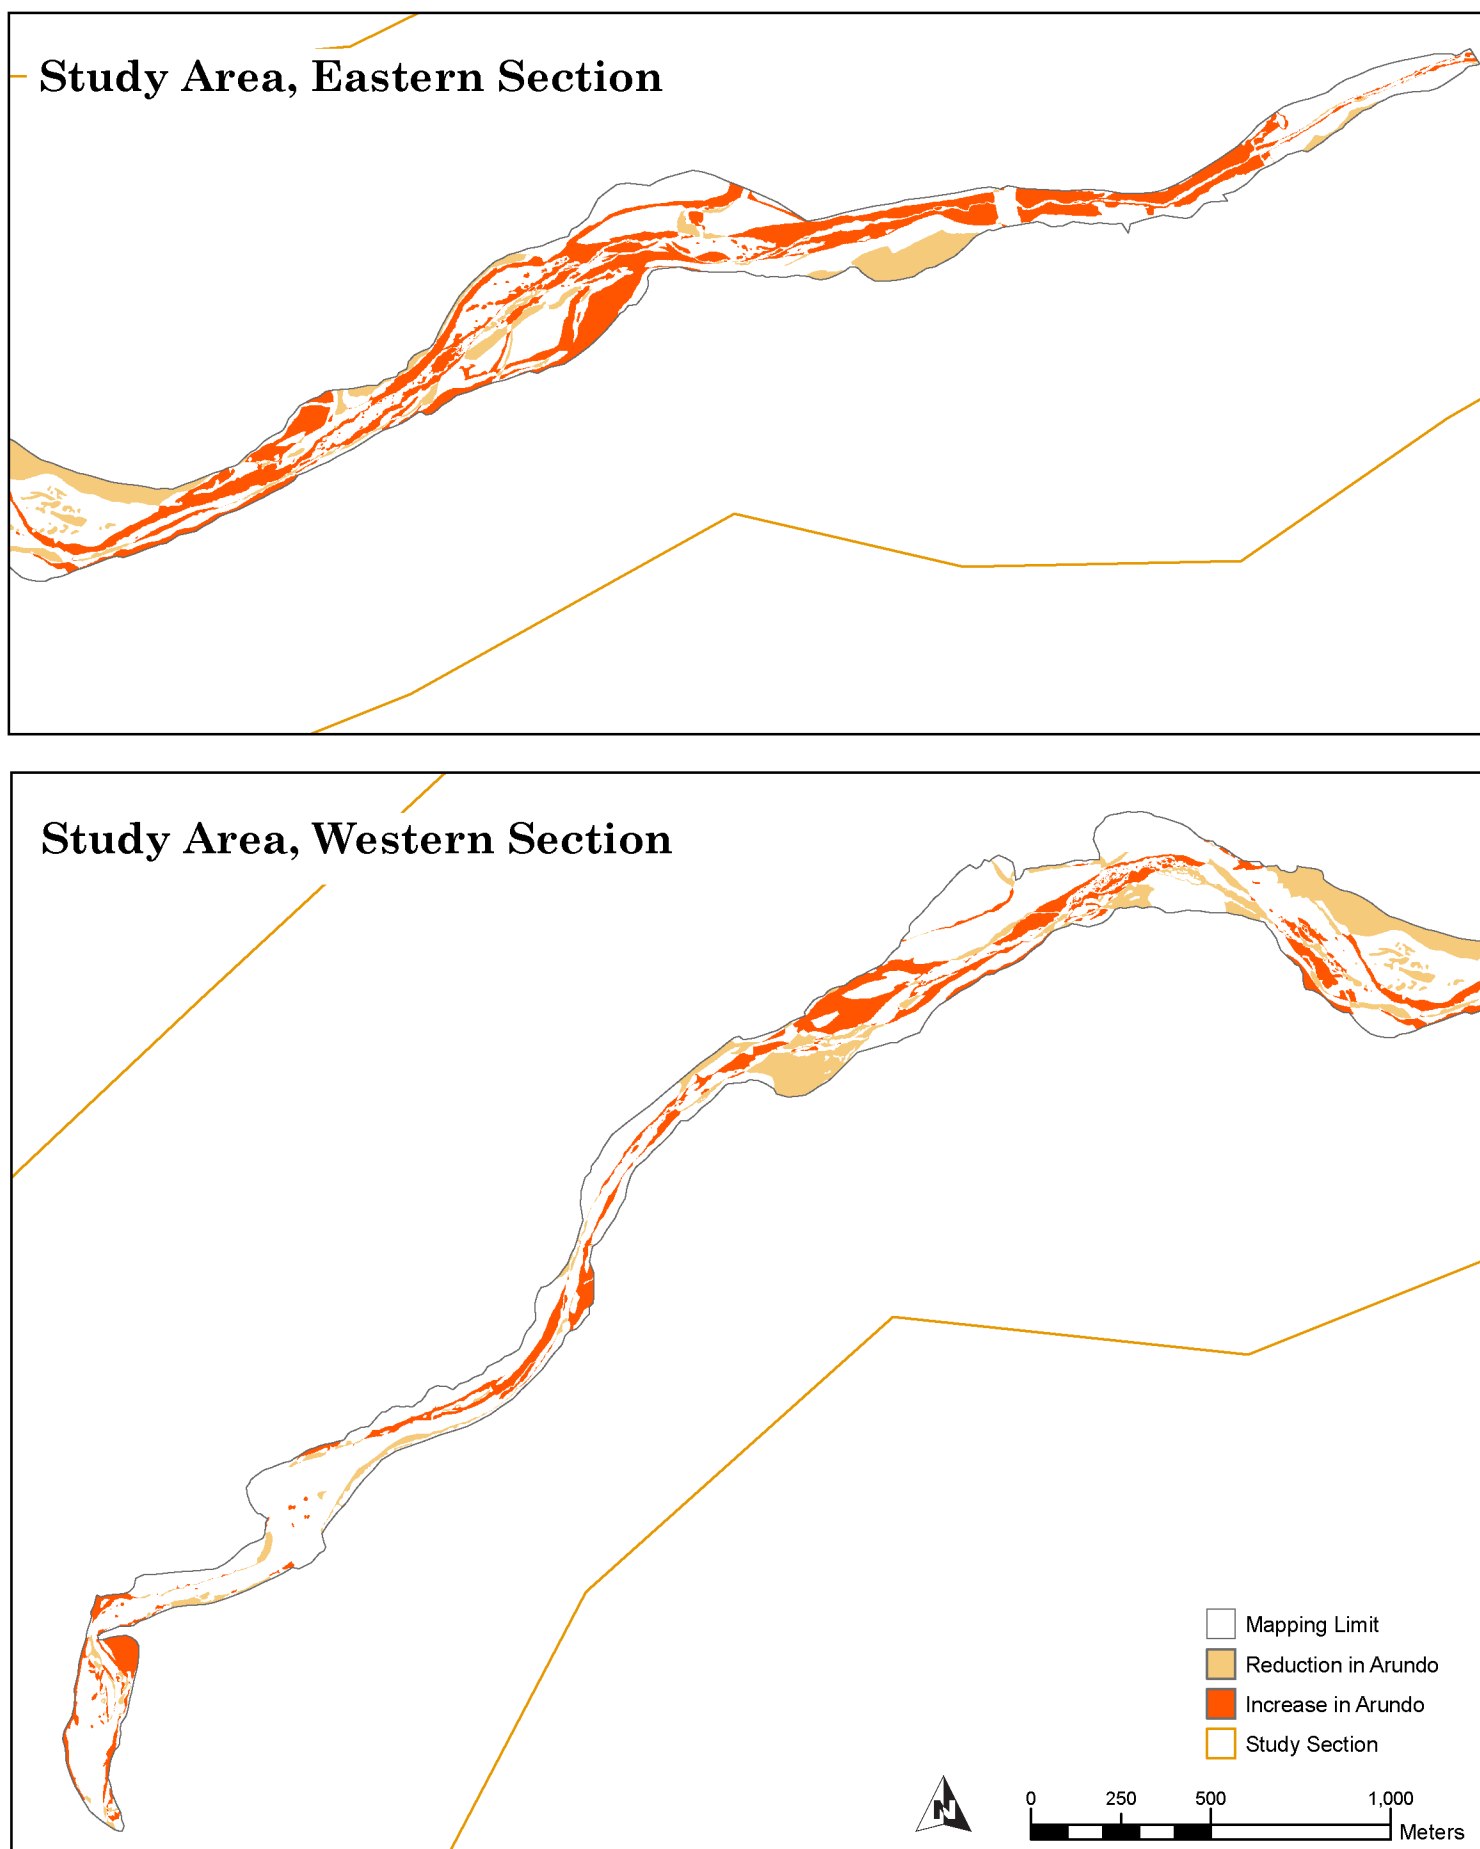 Study Area, Eastern Section
Study Area, Western Section
Mapping Limit
Reduction in Arundo
Increase in Arundo
Study Section
N
0 250 500 1,000
Meters